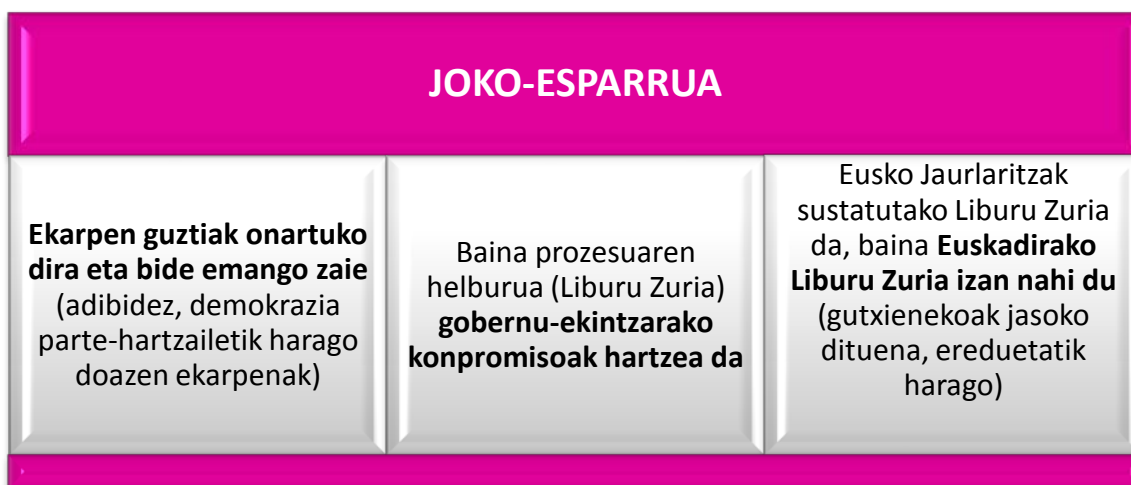 JOKO-ESPARRUA
Ekarpen guztiak onartuko
dira eta bide emango zaie
(adibidez, demokrazia
parte-hartzailetik harago
doazen ekarpenak)
Baina prozesuaren
helburua (Liburu Zuria)
gobernu-ekintzarako
konpromisoak hartzea da
Eusko Jaurlaritzak
sustatutako Liburu Zuria
da, baina Euskadirako
Liburu Zuria izan nahi du
(gutxienekoak jasoko
dituena, ereduetatik
harago)